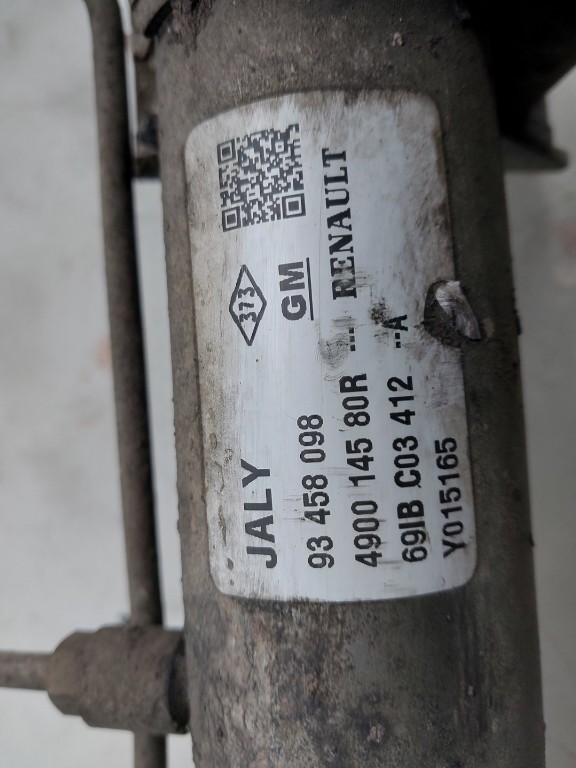 JALY 373
93 458 098 GM
4900 145 80R --- RENAULT
69IB C03 412 --A
Y015165